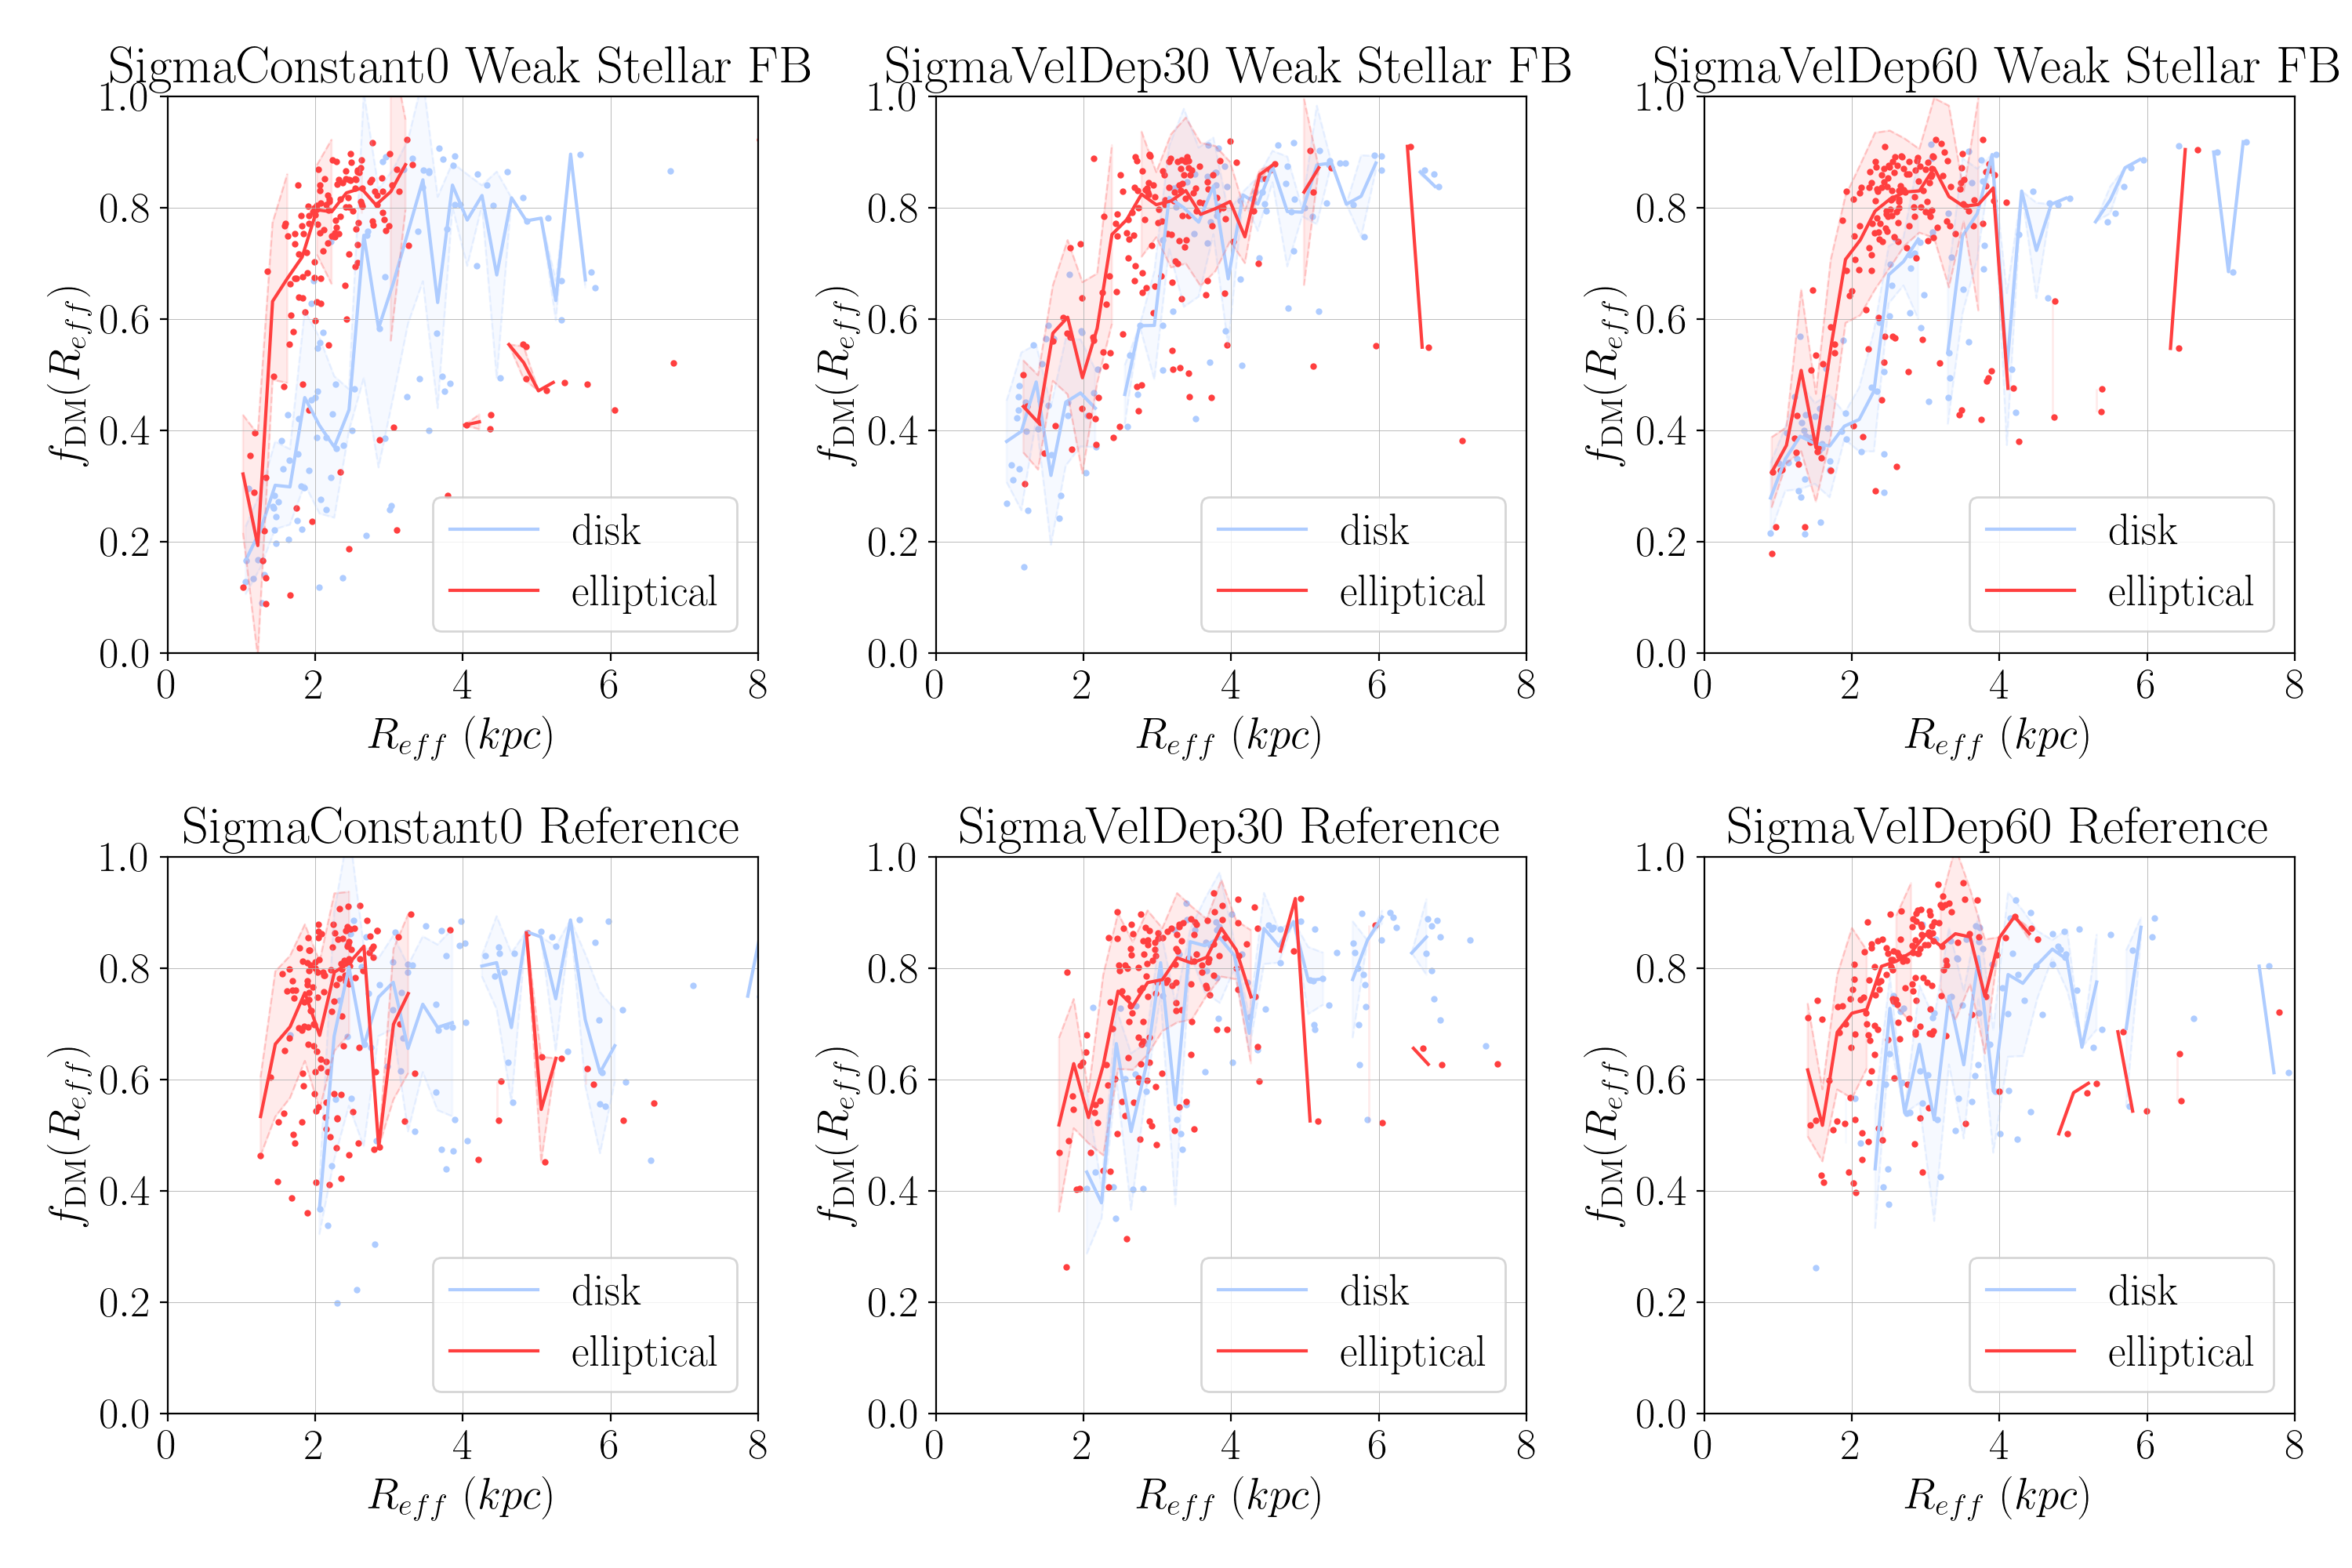 SigmaConstant0 Weak Stellar FB
1.0
0.8
0.6
0.4
0.2
0.0
f_DM(R_eff)
disk
elliptical
0 2 4 6 8
R_eff (kpc)
SigmaVelDep30 Weak Stellar FB
1.0
0.8
0.6
0.4
0.2
0.0
f_DM(R_eff)
disk
elliptical
0 2 4 6 8
R_eff (kpc)
SigmaVelDep60 Weak Stellar FB
1.0
0.8
0.6
0.4
0.2
0.0
f_DM(R_eff)
disk
elliptical
0 2 4 6 8
R_eff (kpc)
SigmaConstant0 Reference
1.0
0.8
0.6
0.4
0.2
0.0
f_DM(R_eff)
disk
elliptical
0 2 4 6 8
R_eff (kpc)
SigmaVelDep30 Reference
1.0
0.8
0.6
0.4
0.2
0.0
f_DM(R_eff)
disk
elliptical
0 2 4 6 8
R_eff (kpc)
SigmaVelDep60 Reference
1.0
0.8
0.6
0.4
0.2
0.0
f_DM(R_eff)
disk
elliptical
0 2 4 6 8
R_eff (kpc)